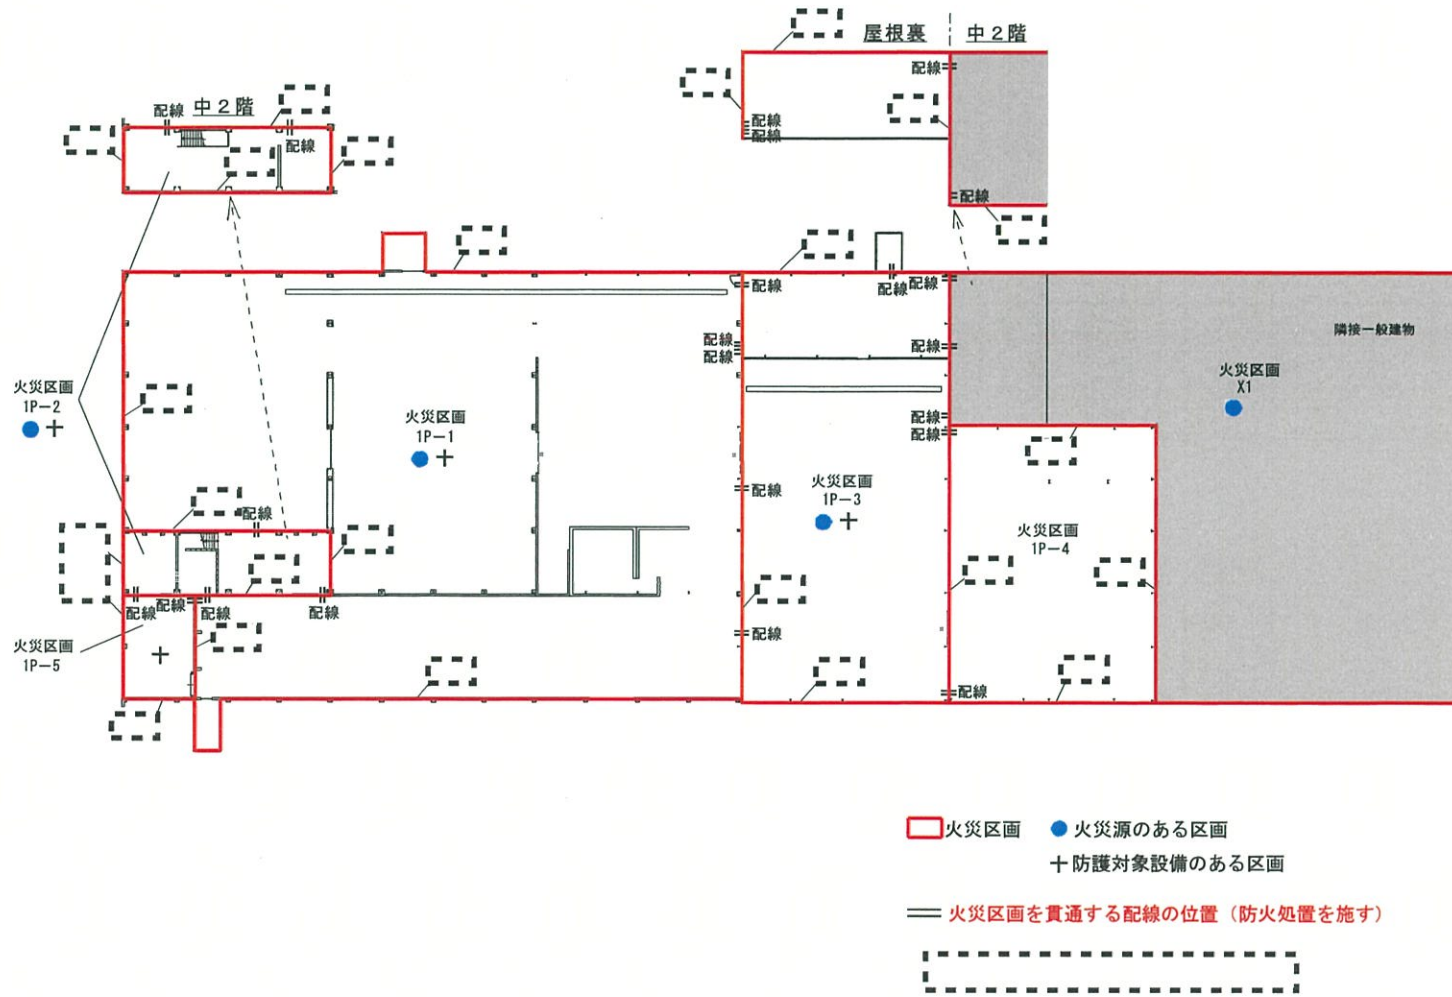 屋根裏
中2階
配線
配線
配線
配線
配線 中2階
配線
配線
配線
配線
配線
隣接一般建物
配線
配線
配線
火災区画
X1
火災区画
1P-2
火災区画
1P-1
配線
配線
火災区画
1P-3
配線
配線
火災区画
1P-4
配線
配線
配線
配線
配線
火災区画
1P-5
配線
火災区画
火災源のある区画
防護対象設備のある区画
火災区画を貫通する配線の位置（防火処置を施す）